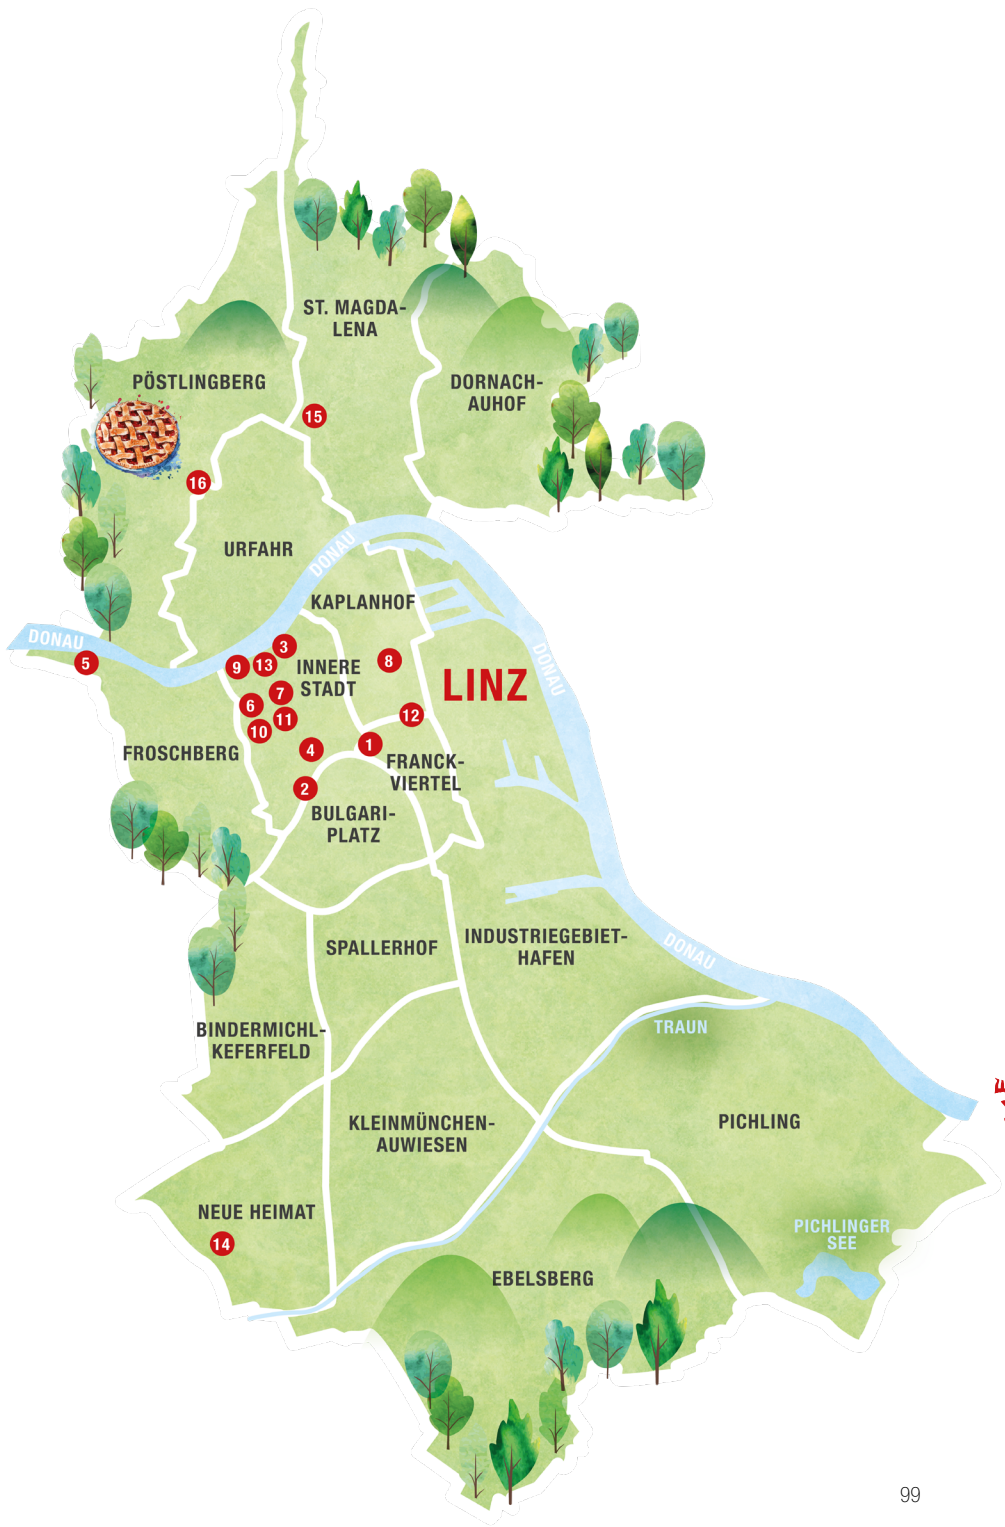 ST. MAGDA-
LENA
PÖSTLINGBERG
DORNACH-
AUHOF
15
16
URFAHR
DONAU
KAPLANHOF
DONAU
5
3
9
13
INNERE
STADT
8
LINZ
DONAU
7
6
11
12
10
4
1
FROSCHBERG
FRANCK-
VIERTEL
2
BULGARI-
PLATZ
SPALLERHOF
INDUSTRIEGEBIET-
HAFEN
DONAU
TRAUN
BINDERMICHL-
KEFERFELD
KLEINMÜNCHEN-
AUWIESEN
PICHLING
NEUE HEIMAT
14
PICHLINGER
SEE
EBELSBERG
99